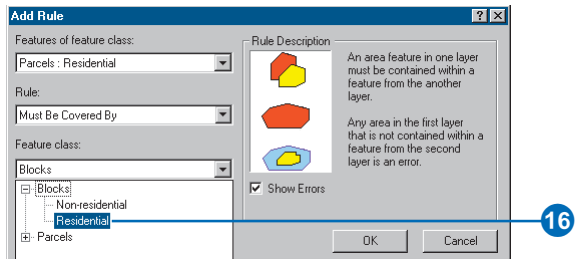 Add Rule
Features of feature class:
Parcels : Residential
Rule:
Must Be Covered By
Feature class:
Blocks
Blocks
Non-residential
Residential
Parcels
Rule Description
An area feature in one layer
must be contained within a
feature from the another
layer.
Any area in the first layer
that is not contained within a
feature from the second
layer is an error.
Show Errors
OK
Cancel
16